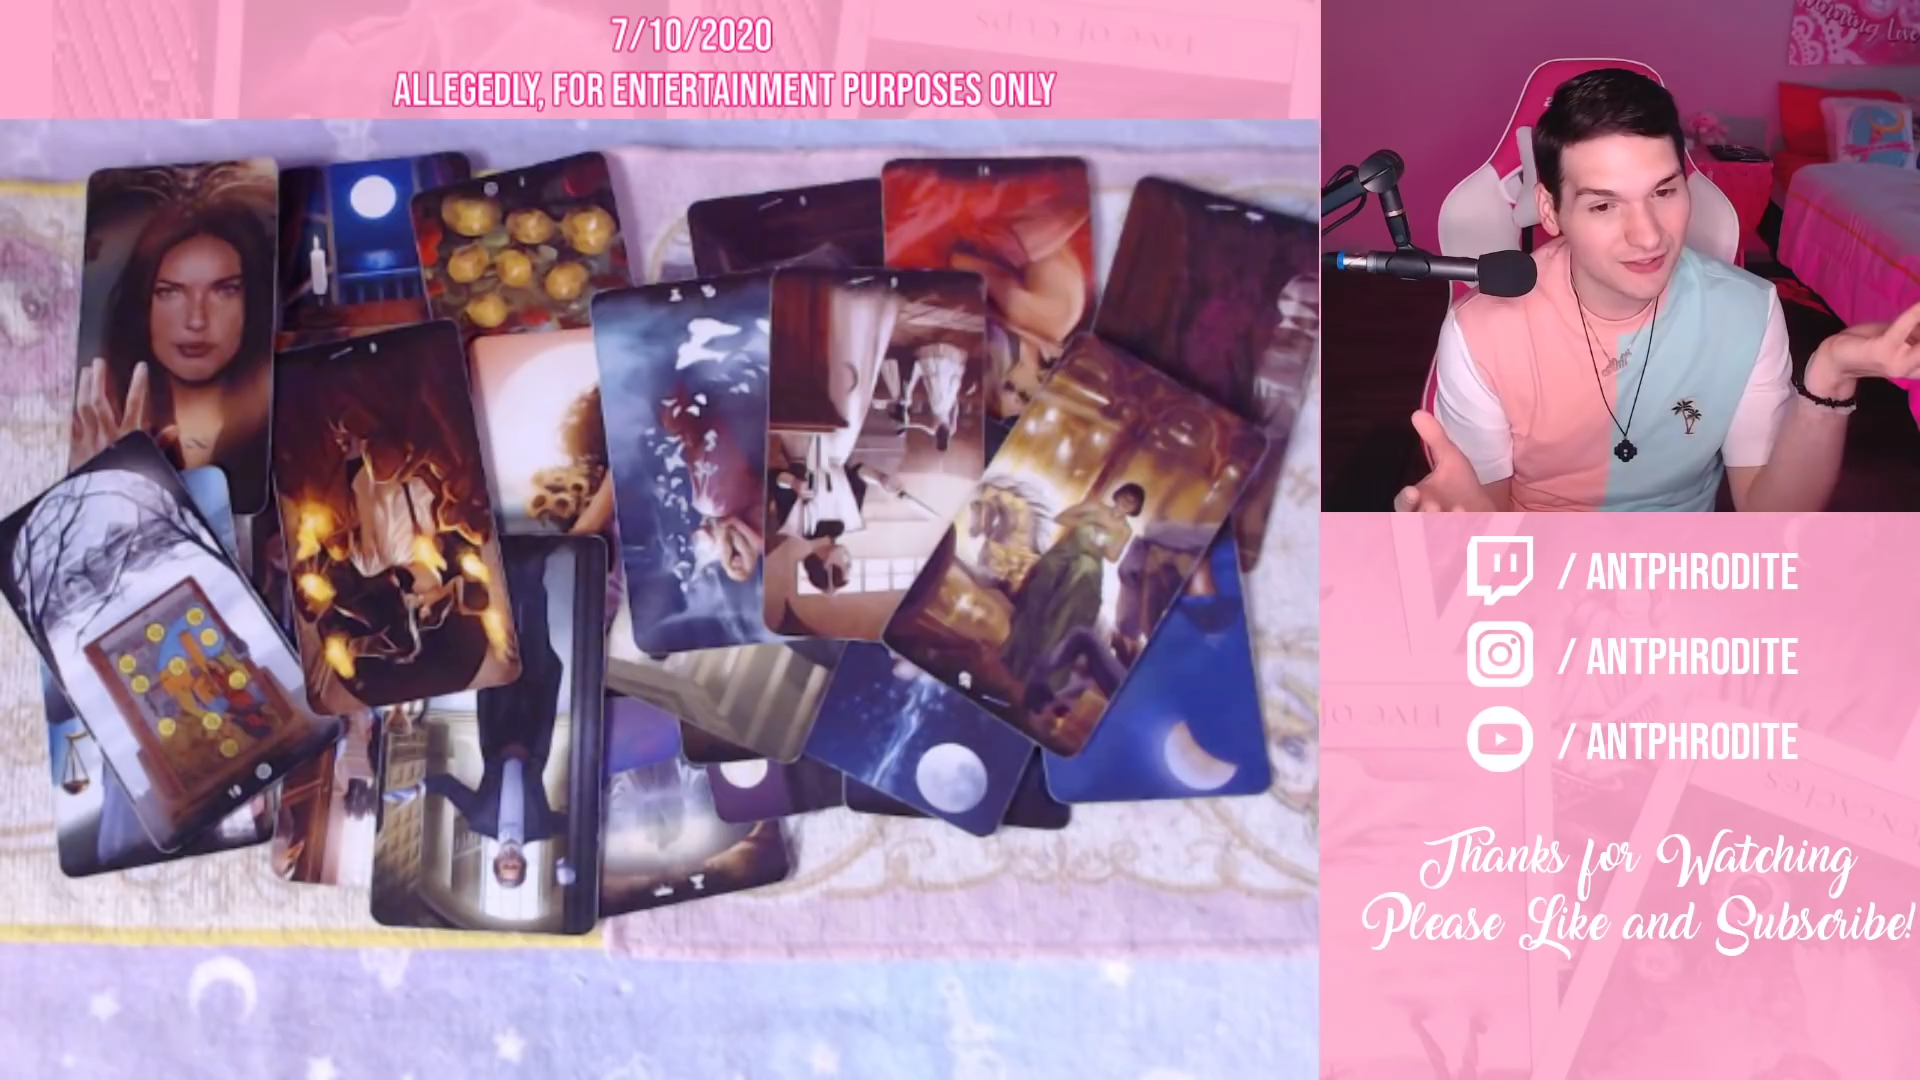 7/10/2020
ALLEGEDLY, FOR ENTERTAINMENT PURPOSES ONLY
/ ANTPHRODITE
/ ANTPHRODITE
/ ANTPHRODITE
Thanks for Watching
Please Like and Subscribe!